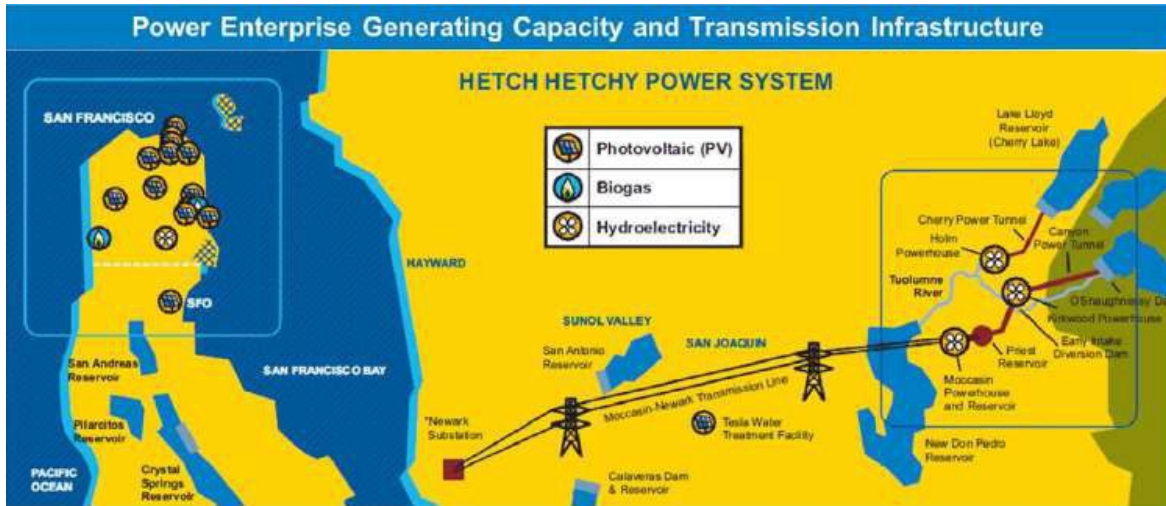 Power Enterprise Generating Capacity and Transmission Infrastructure
HETCH HETCHY POWER SYSTEM
SAN FRANCISCO
Photovoltaic (PV)
Biogas
Hydroelectricity
Lake Lloyd
Reservoir
(Cherry Lake)
Cherry Power Tunnel
Canyon
Power Tunnel
Holm
Powerhouse
HAYWARD
Tuolumne
River
O'Shaughnessy Da
Kirkwood Powerhouse
SFO
SUNOL VALLEY
SAN JOAQUIN
Early Intake
Diversion Dam
Priest
Reservoir
San Antonio
Reservoir
San Andreas
Reservoir
SAN FRANCISCO BAY
Moccasin
Powerhouse
and Reservoir
Moccasin-Newark Transmission Line
*Newark
Substation
Tesla Water
Treatment Facility
Pilarcitos
Reservoir
New Don Pedro
Reservoir
PACIFIC
OCEAN
Crystal
Springs
Reservoir
Calaveras Dam
& Reservoir